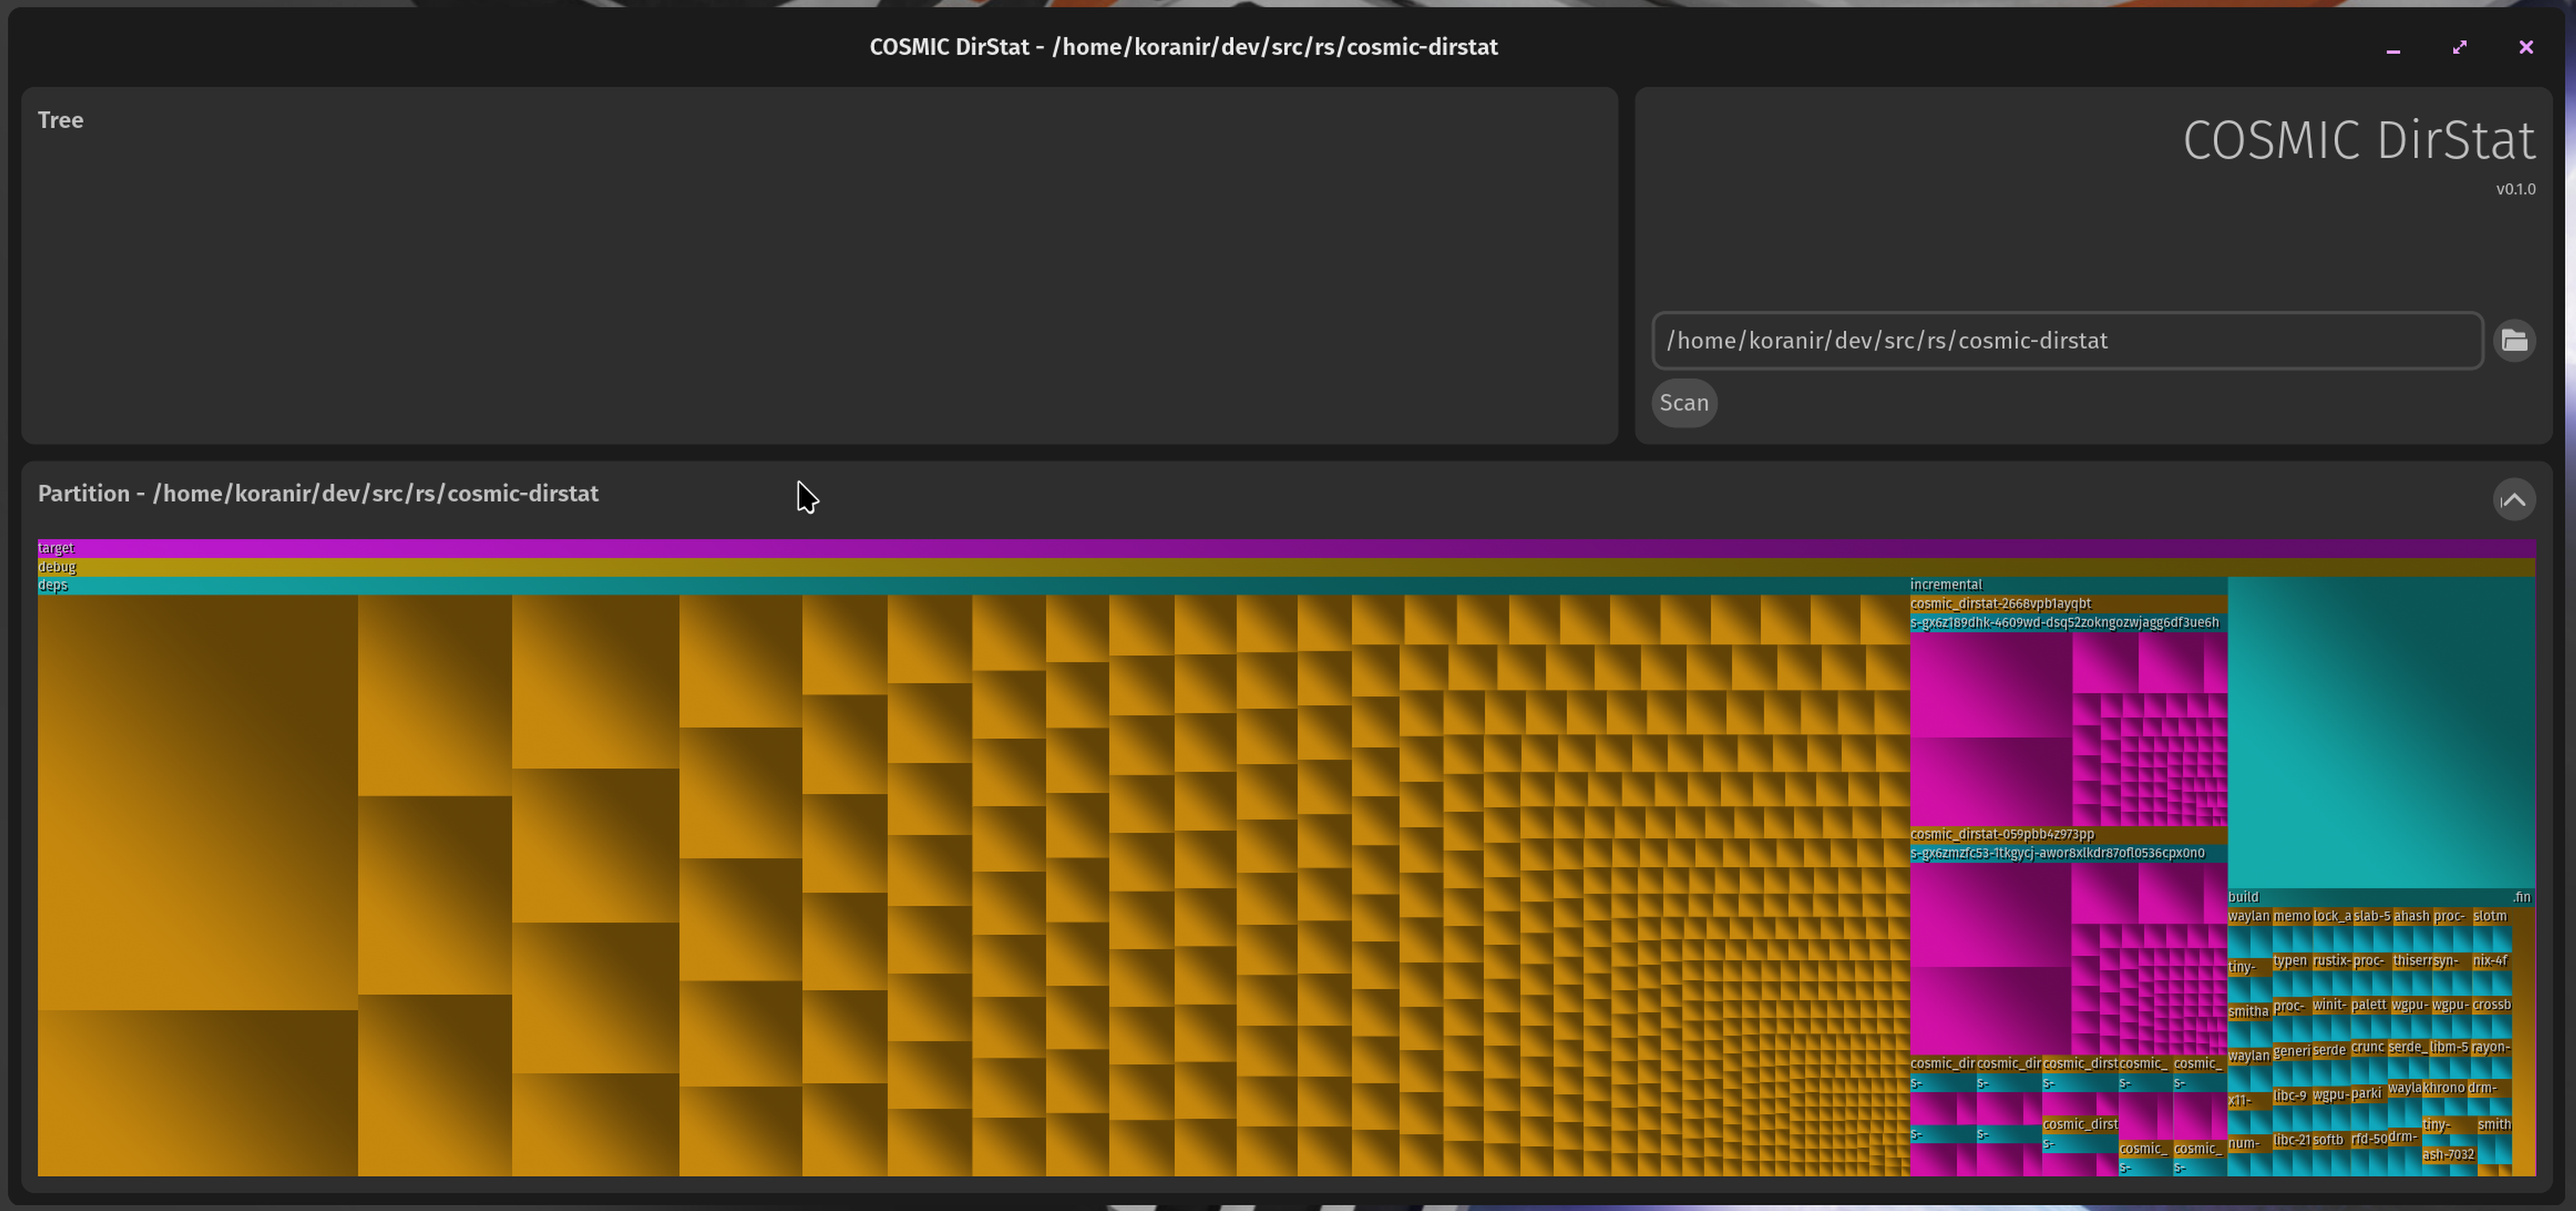 COSMIC DirStat - /home/koranir/dev/src/rs/cosmic-dirstat
Tree
COSMIC DirStat
v0.1.0
/home/koranir/dev/src/rs/cosmic-dirstat
Scan
Partition - /home/koranir/dev/src/rs/cosmic-dirstat
target
debug
deps
incremental
cosmic_dirstat-2668vpb1ayqbt
s-gx6z189dhk-4609wd-dsq52zokngozwjagg6df3ue6h
cosmic_dirstat-059pbb4z973pp
s-gx6zmzfc53-1tkgycj-awor8xlkdr87ofl0536cpx0n0
cosmic_dir cosmic_dir cosmic_dirst cosmic_ cosmic_
s- s- s- s- s-
cosmic_dirst
s- s- s-
cosmic_ cosmic_
s- s-
build .fin
waylan memo lock_a slab-5 ahash proc- slotm
tiny- typen rustix- proc- thiserr syn- nix-4f
smitha proc- winit- palett wgpu- wgpu- crossb
waylan generi serde crunc serde_ libm-5 rayon-
x11- libc-9 wgpu- parki waylak khrono drm-
tiny- smith
num- libc-21 softb rfd-50 drm-
ash-7032